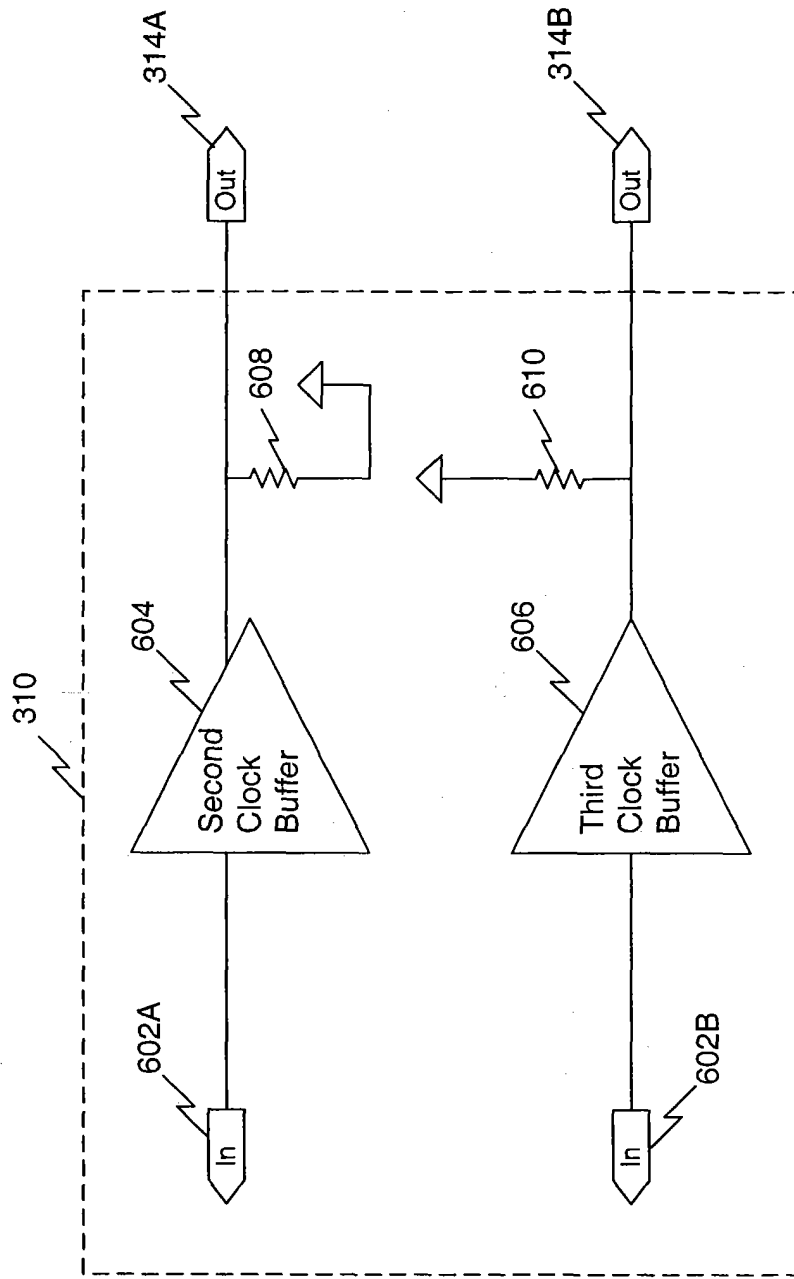 310
314A
Out
604
608
Second
Clock
Buffer
602A
In
314B
Out
606
610
Third
Clock
Buffer
602B
In